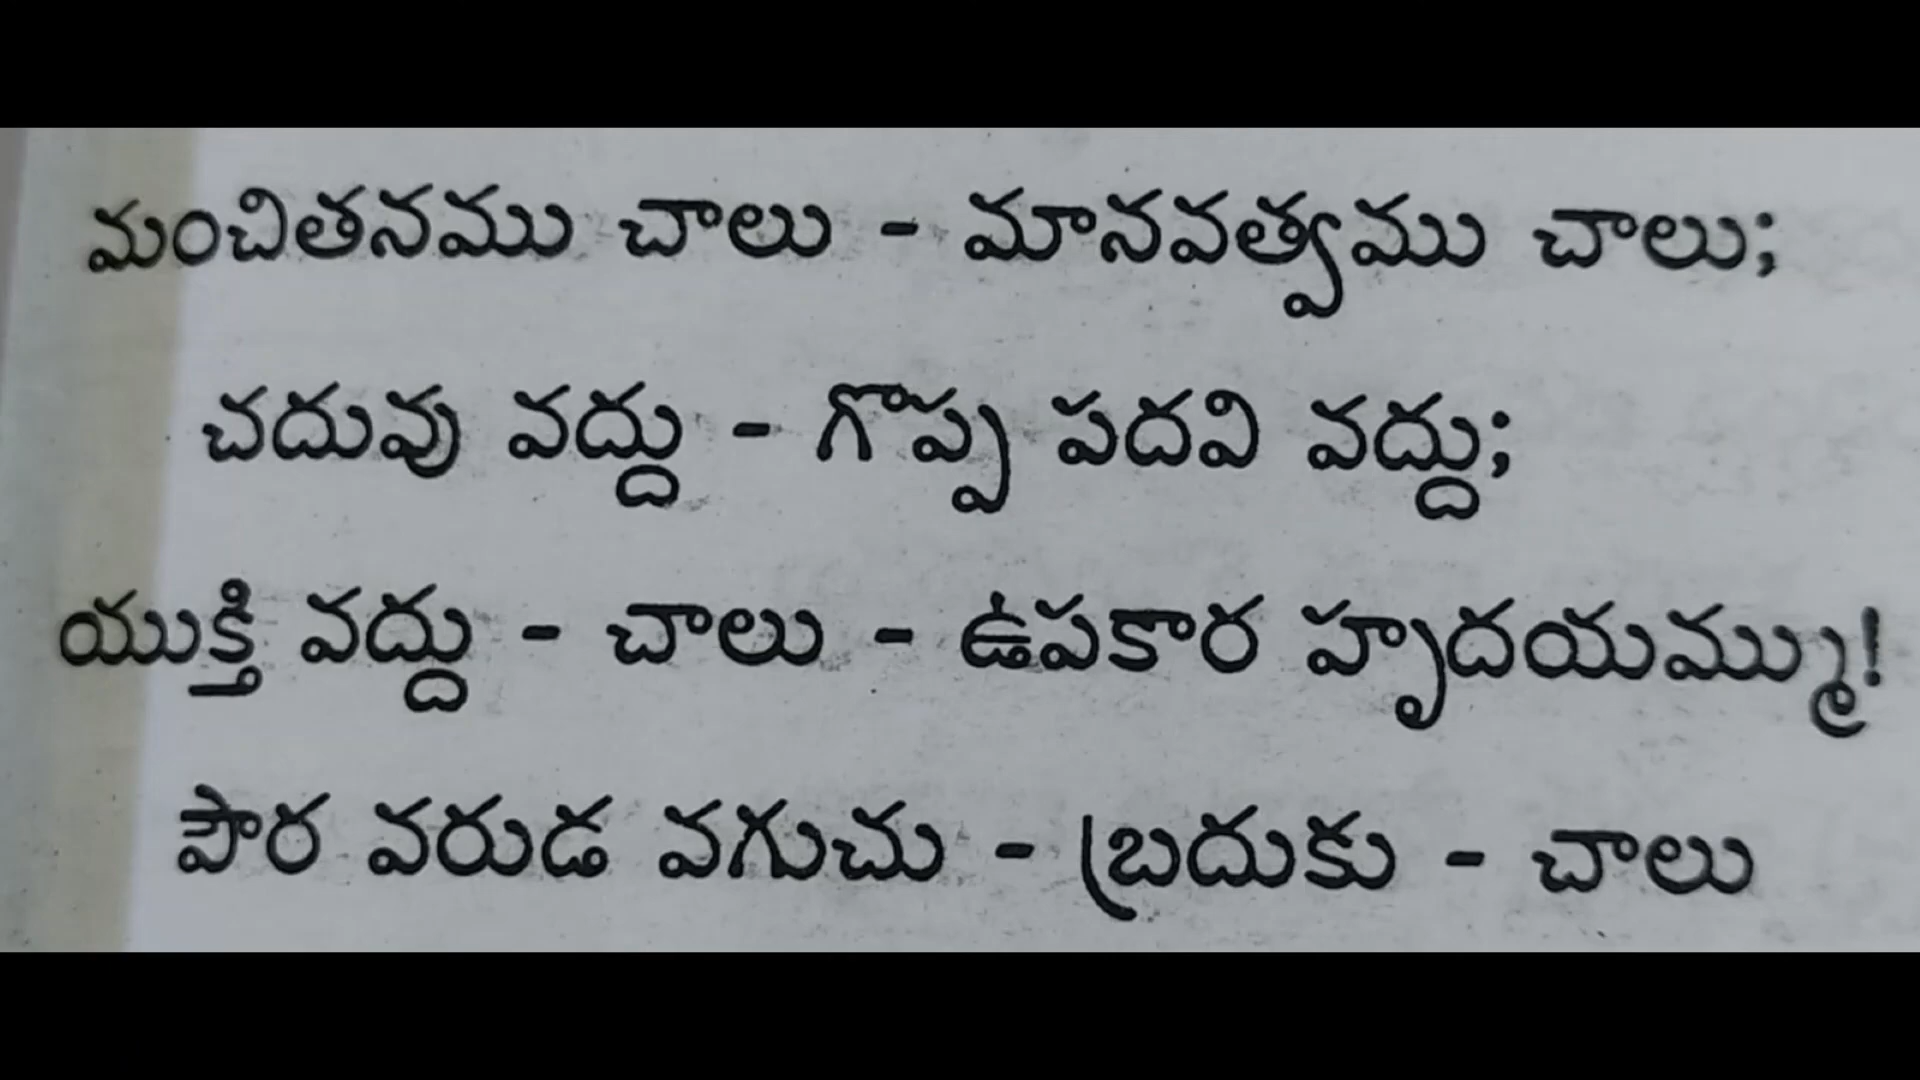 మంచితనము చాలు - మానవత్వము చాలు;
చదువు వద్దు - గొప్ప పదవి వద్దు;
యుక్తి వద్దు - చాలు - ఉపకార హృదయమ్ము!
పౌర వరుడ వగుచు - బ్రదుకు - చాలు